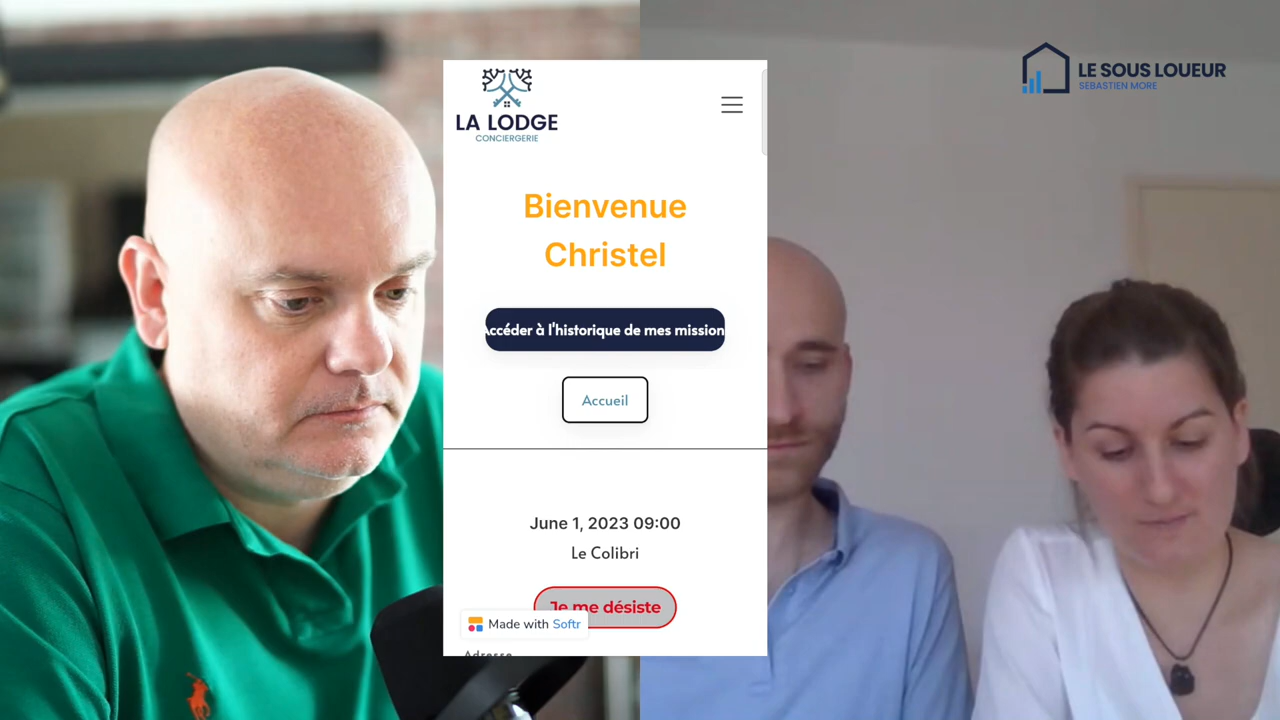 LA LODGE
CONCIERGERIE
Bienvenue
Christel
Accéder à l'historique de mes mission
Accueil
June 1, 2023 09:00
Le Colibri
Je me désiste
Made with Softr
Adresse
LE SOUS LOUEUR
SEBASTIEN MORE